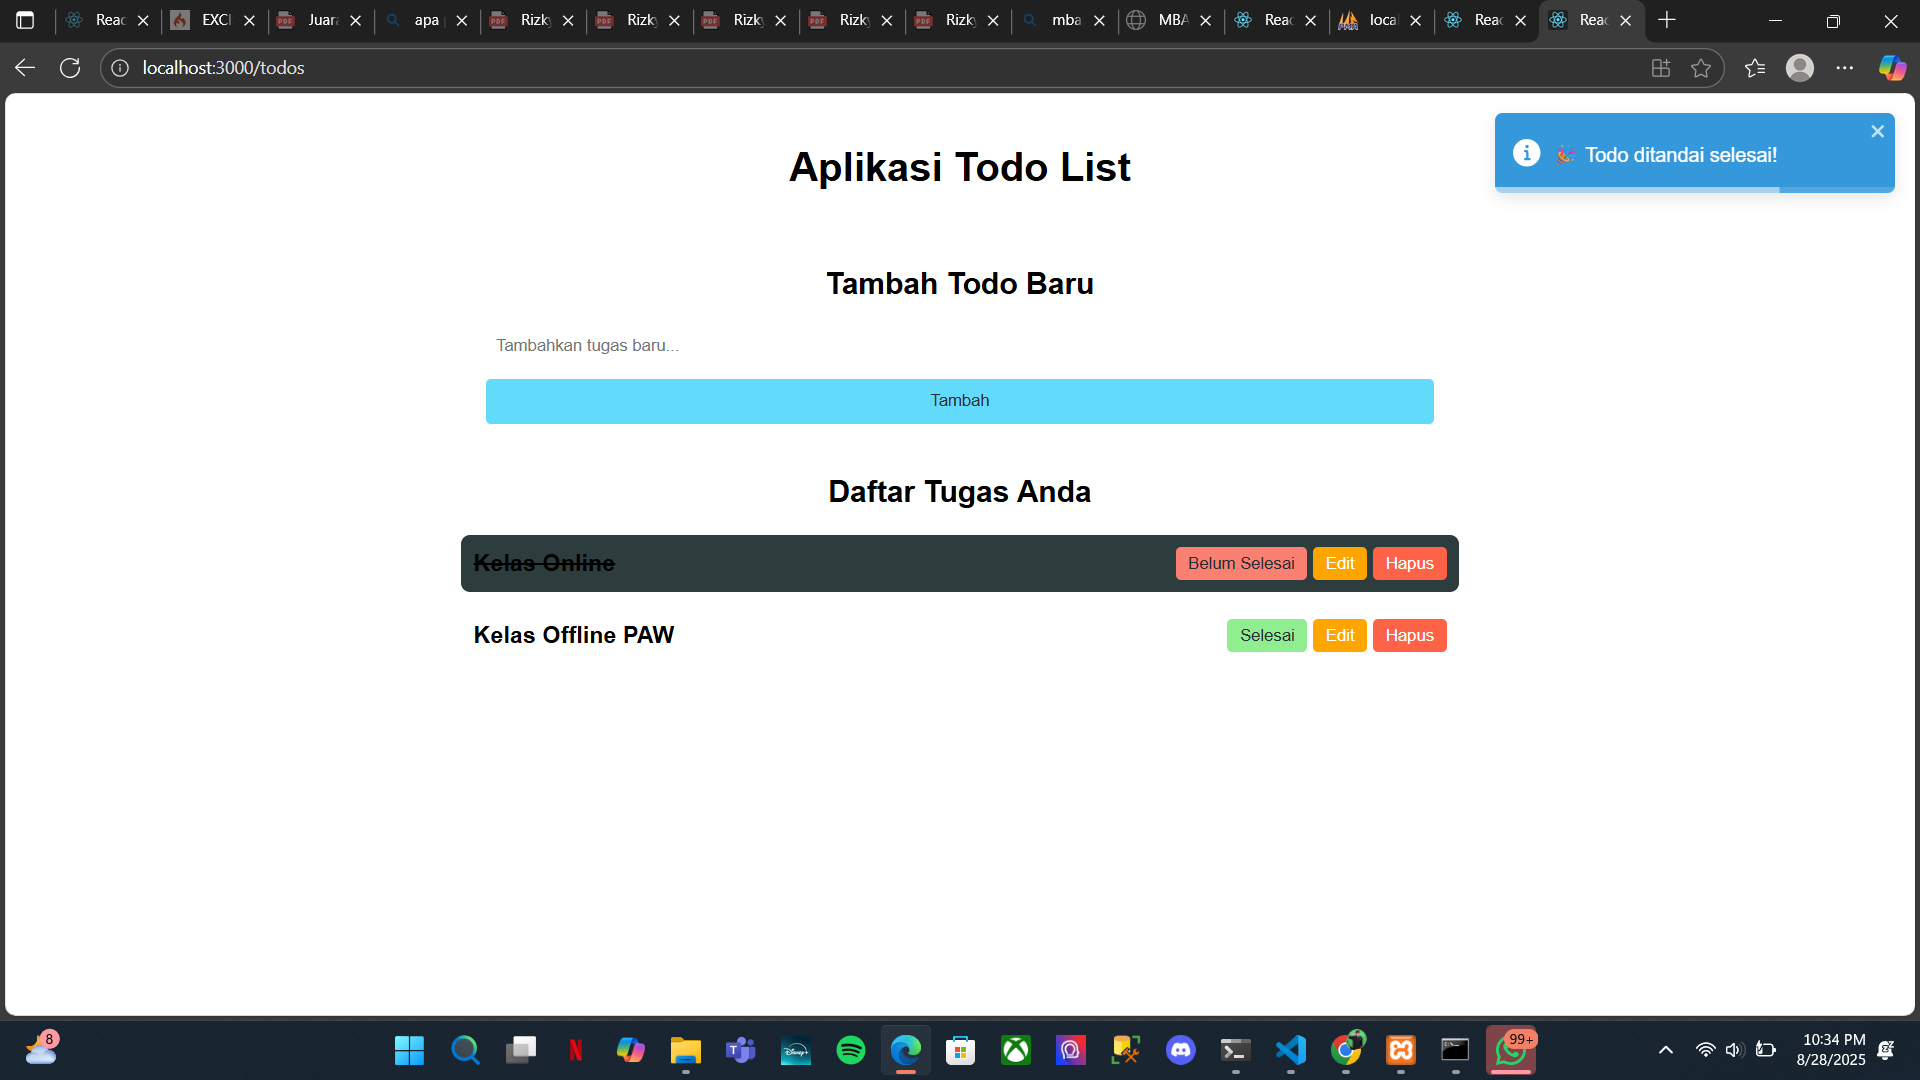 Reac EXCI Juara apa Rizky Rizky Rizky Rizky Rizky mba MBA Reac local Reac Reac
localhost:3000/todos
🎉 Todo ditandai selesai!
Aplikasi Todo List
Tambah Todo Baru
Tambahkan tugas baru...
Tambah
Daftar Tugas Anda
Kelas Online Belum Selesai Edit Hapus
Kelas Offline PAW Selesai Edit Hapus
8
99+
10:34 PM
8/28/2025